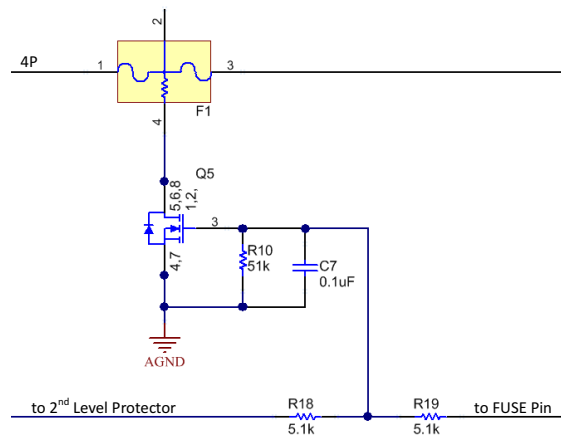 2
4P
1
3
F1
4
Q5
5,6,8
1,2,
3
R10
51k
C7
0.1uF
4,7
AGND
to 2nd Level Protector
R18
5.1k
R19
5.1k
to FUSE Pin